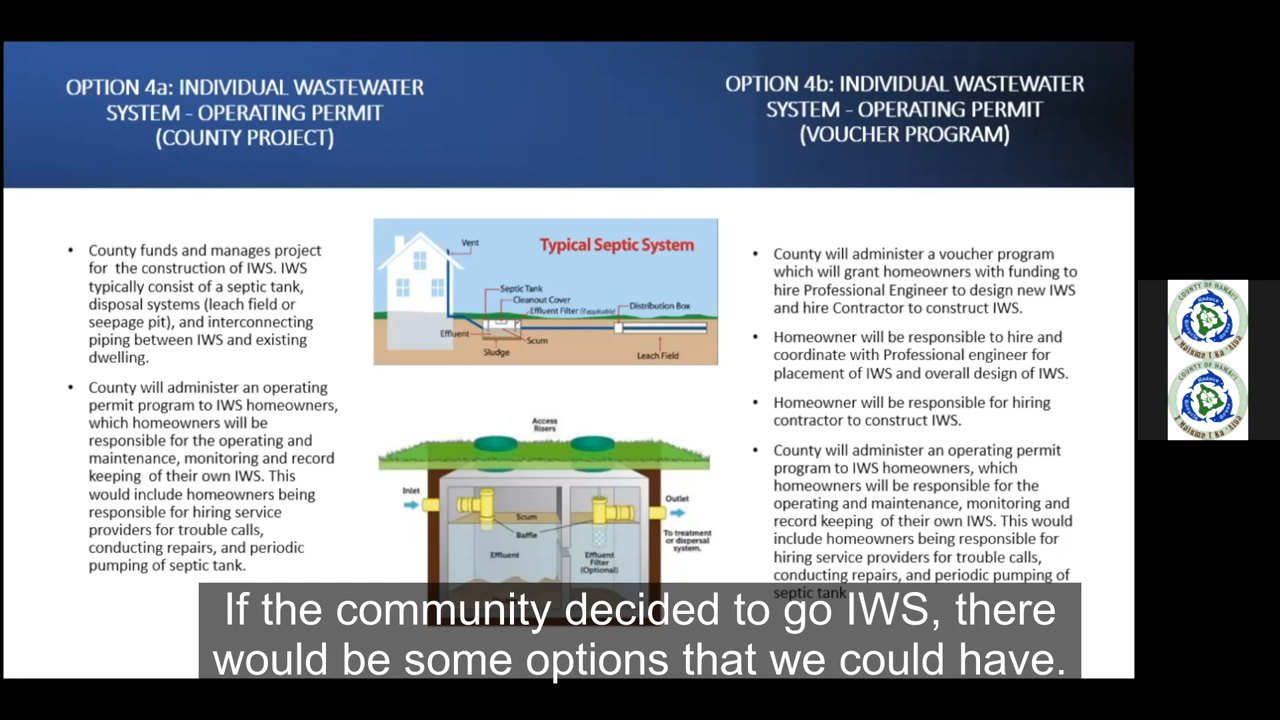 OPTION 4a: INDIVIDUAL WASTEWATER
SYSTEM - OPERATING PERMIT
(COUNTY PROJECT)
OPTION 4b: INDIVIDUAL WASTEWATER
SYSTEM - OPERATING PERMIT
(VOUCHER PROGRAM)
• County funds and manages project
for the construction of IWS. IWS
typically consist of a septic tank,
disposal systems (leach field or
seepage pit), and interconnecting
piping between IWS and existing
dwelling.
• County will administer an operating
permit program to IWS homeowners,
which homeowners will be
responsible for the operating and
maintenance, monitoring and record
keeping of their own IWS. This
would include homeowners being
responsible for hiring service
providers for trouble calls,
conducting repairs, and periodic
pumping of septic tank.
Typical Septic System
Vent
Septic Tank
Cleanout Cover
Effluent Filter (if applicable)
Distribution Box
Effluent
Scum
Sludge
Leach Field
Access
Risers
Inlet
Outlet
Scum
Baffle
To treatment
or dispersal
system.
Effluent
Effluent
Filter
(Optional)
• County will administer a voucher program
which will grant homeowners with funding to
hire Professional Engineer to design new IWS
and hire Contractor to construct IWS.
• Homeowner will be responsible to hire and
coordinate with Professional engineer for
placement of IWS and overall design of IWS.
• Homeowner will be responsible for hiring
contractor to construct IWS.
• County will administer an operating permit
program to IWS homeowners, which
homeowners will be responsible for the
operating and maintenance, monitoring and
record keeping of their own IWS. This would
include homeowners being responsible for
hiring service providers for trouble calls,
conducting repairs, and periodic pumping of
septic tank
If the community decided to go IWS, there
would be some options that we could have.
COUNTY OF HAWAI'I
COUNTY OF HAWAI'I